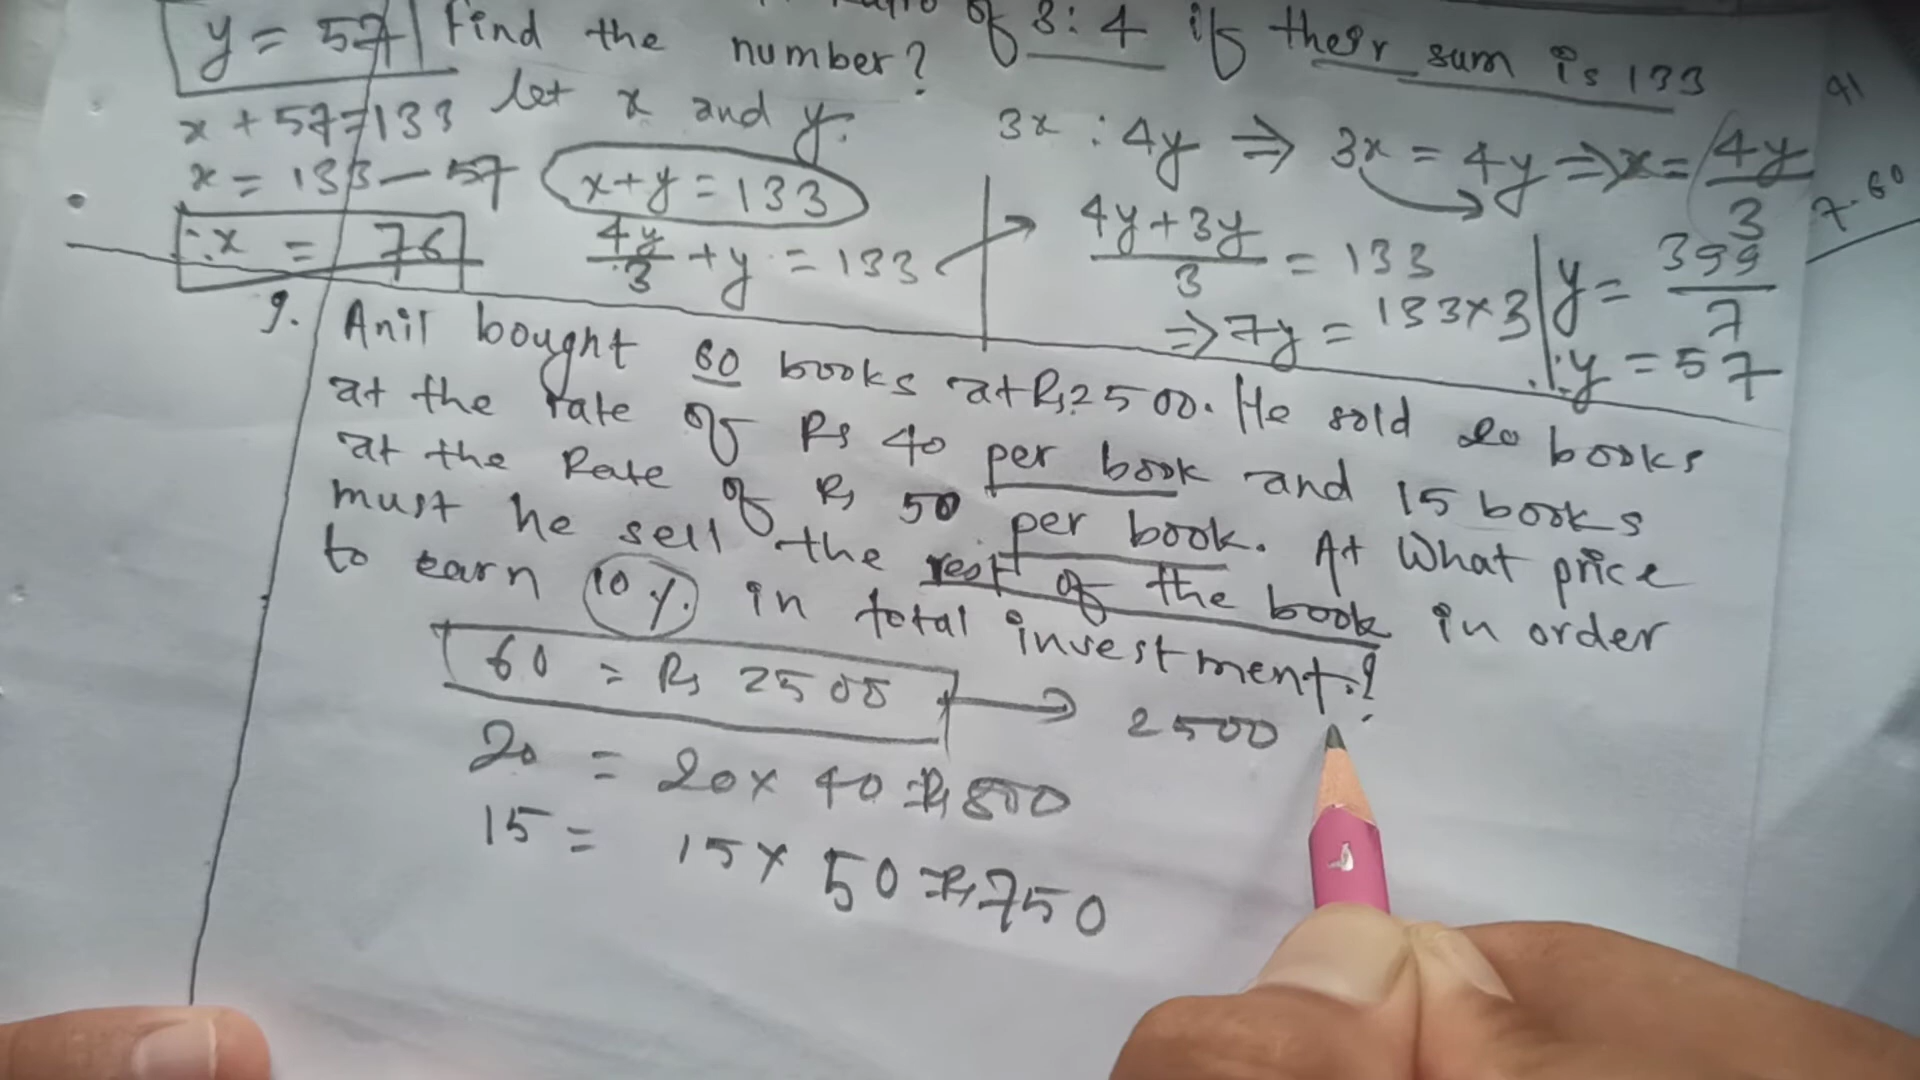 of 3:4 if their sum is 133
y = 57 Find the number?
x + 57 = 133 let x and y.
3x : 4y ⇒ 3x = 4y ⇒ x = 4y/3
x = 133 - 57 x+y = 133
∴ x = 76
4y/3 + y = 133
4y+3y/3 = 133
⇒ 7y = 133×3
y = 399/7
∴ y = 57
9. Anil bought 60 books at Rs 2500. He sold 20 books
at the rate of Rs 40 per book and 15 books
at the Rate of Rs 50 per book. At What price
must he sell the rest of the book in order
to earn 10% in total investment?
60 = Rs 2500 → 2500
20 = 20× 40 = Rs 800
15 = 15× 50 = Rs 750